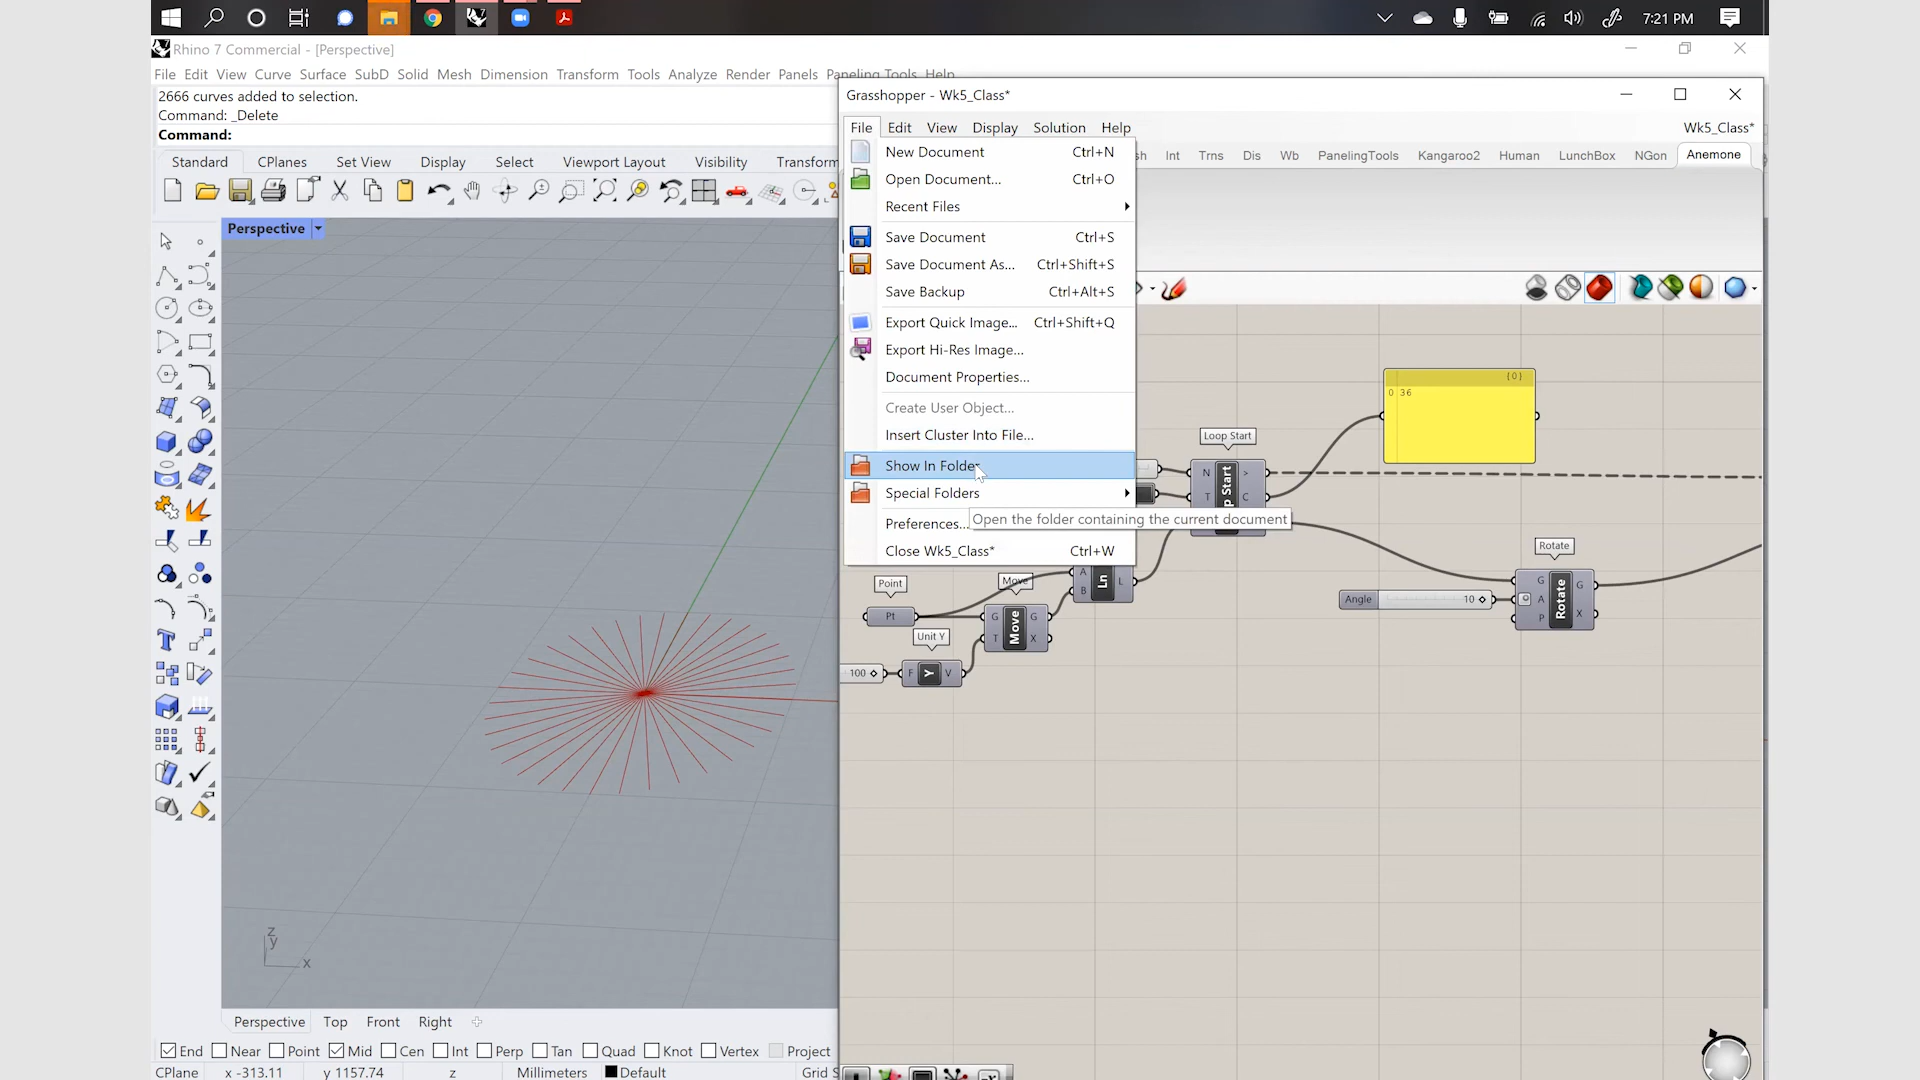 7:21 PM
Rhino 7 Commercial - [Perspective]
File Edit View Curve Surface SubD Solid Mesh Dimension Transform Tools Analyze Render Panels Paneling Tools Help
2666 curves added to selection.
Command: _Delete
Command:
Standard CPlanes Set View Display Select Viewport Layout Visibility Transform
Perspective
Grasshopper - Wk5_Class*
File Edit View Display Solution Help
Wk5_Class*
Int Trns Dis Wb PanelingTools Kangaroo2 Human LunchBox NGon Anemone
New Document Ctrl+N
Open Document... Ctrl+O
Recent Files
Save Document Ctrl+S
Save Document As... Ctrl+Shift+S
Save Backup Ctrl+Alt+S
Export Quick Image... Ctrl+Shift+Q
Export Hi-Res Image...
Document Properties...
Create User Object...
Insert Cluster Into File...
Show In Folder
Special Folders
Open the folder containing the current document
Preferences...
Close Wk5_Class* Ctrl+W
{0}
0 36
Loop Start
N > T C
p Start
Rotate
Angle 10
G A P Rotate G X
Point
Pt
Move
G T Move G X
A B Ln L
Unit Y
100
F Y V
z
y
x
Perspective Top Front Right
End Near Point Mid Cen Int Perp Tan Quad Knot Vertex Project
CPlane x -313.11 y 1157.74 z Millimeters Default Grid S